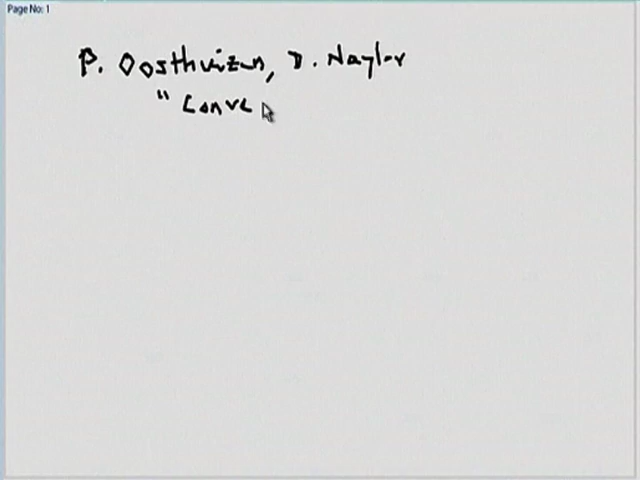 Page No: 1
P. Oosthuizen, D. Naylor
" Conve